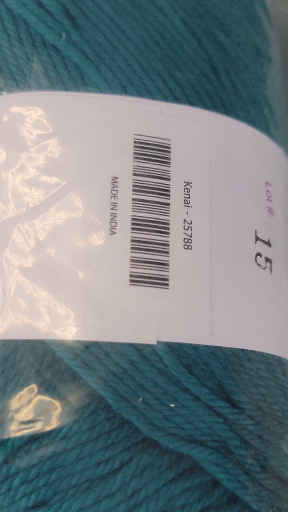 LOT #: 15
Kenai - 25788
MADE IN INDIA